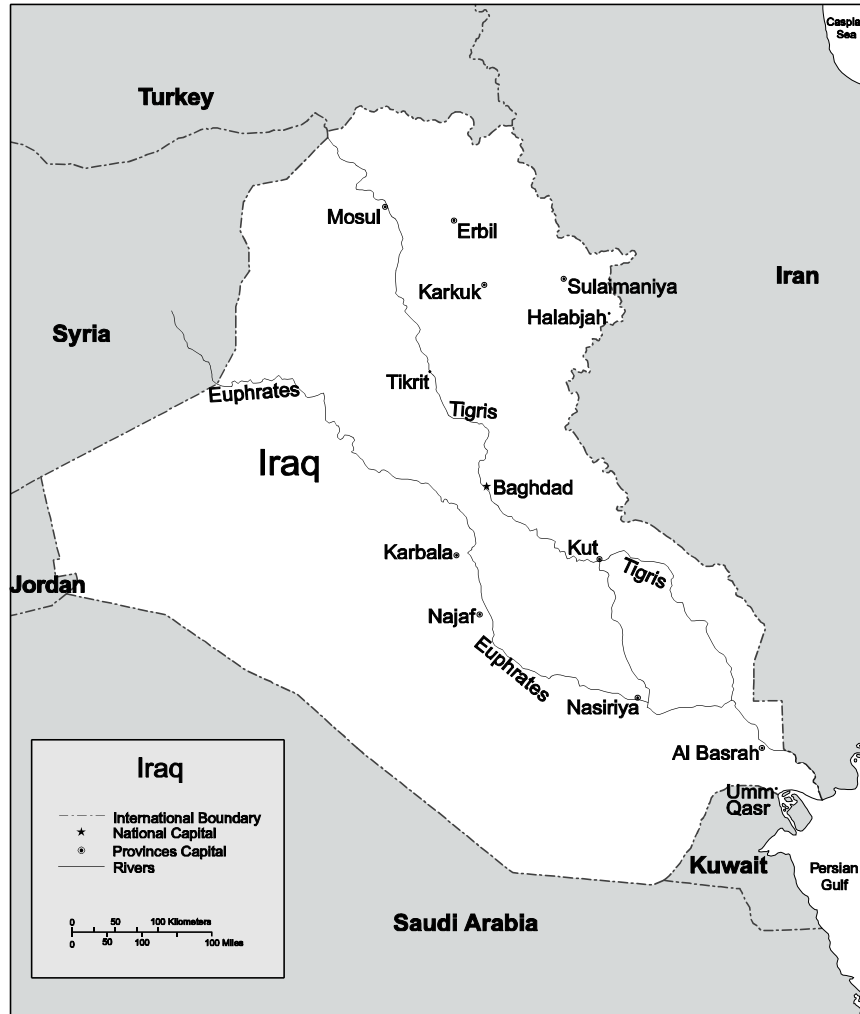 Caspia
Sea
Turkey
Mosul
Erbil
Iran
Karkuk
Sulaimaniya
Halabjah
Syria
Tikrit
Euphrates
Tigris
Iraq
Baghdad
Kut
Karbala
Tigris
Jordan
Najaf
Euphrates
Nasiriya
Al Basrah
Umm
Qasr
Kuwait
Persian
Gulf
Saudi Arabia
Iraq
International Boundary
National Capital
Provinces Capital
Rivers
0 50 100 Kilometers
0 50 100 100 Miles